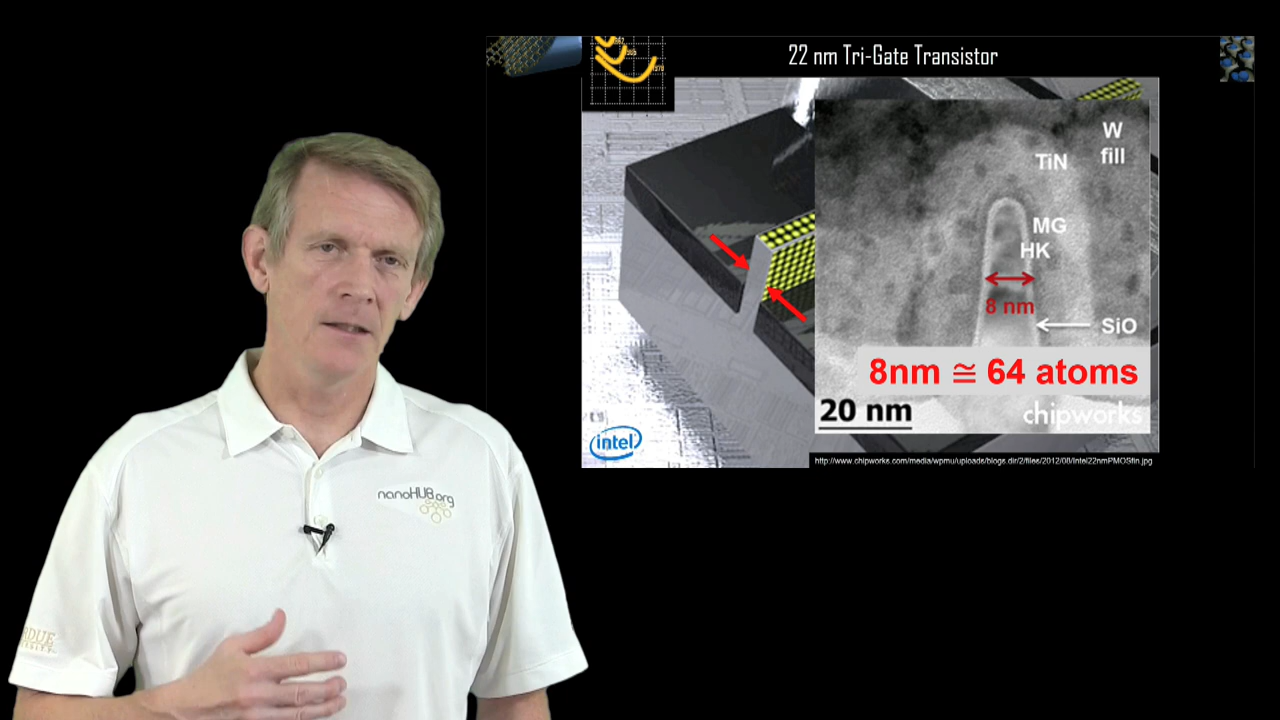 22 nm Tri-Gate Transistor
1978
W
fill
TiN
MG
HK
8 nm
SiO
8nm ≅ 64 atoms
20 nm
chipworks
intel
http://www.chipworks.com/media/wpmu/uploads/blogs.dir/2/files/2012/08/Intel22nmPMOSfin.jpg
nanoHUB.org